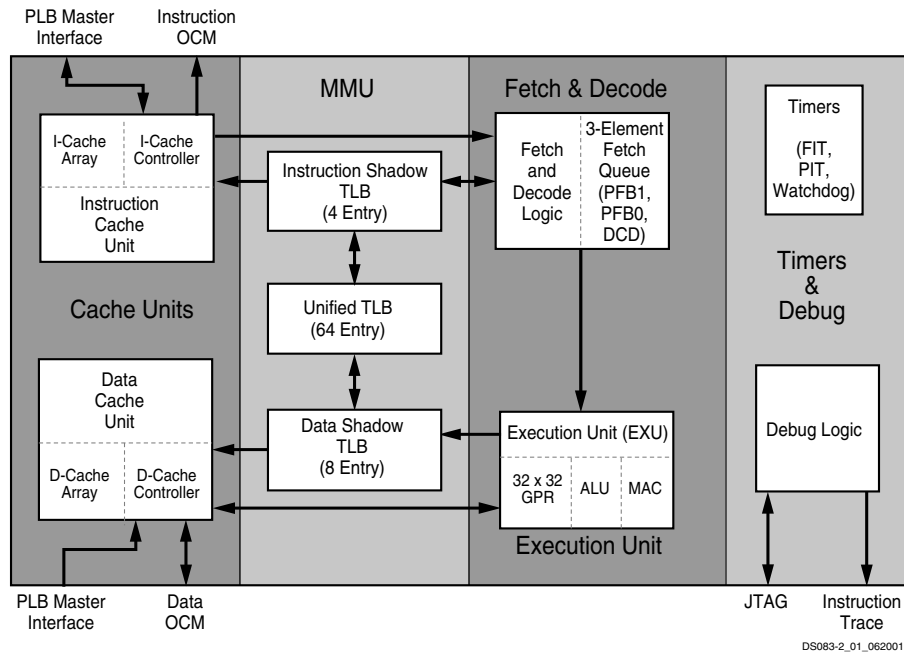 PLB Master
Interface
Instruction
OCM
MMU
Fetch & Decode
I-Cache
Array
I-Cache
Controller
Instruction
Cache
Unit
Instruction Shadow
TLB
(4 Entry)
Fetch
and
Decode
Logic
3-Element
Fetch
Queue
(PFB1,
PFB0,
DCD)
Timers
(FIT,
PIT,
Watchdog)
Cache Units
Unified TLB
(64 Entry)
Timers
&
Debug
Data
Cache
Unit
D-Cache
Array
D-Cache
Controller
Data Shadow
TLB
(8 Entry)
Execution Unit (EXU)
32 x 32
GPR
ALU
MAC
Execution Unit
Debug Logic
PLB Master
Interface
Data
OCM
JTAG
Instruction
Trace
DS083-2_01_062001